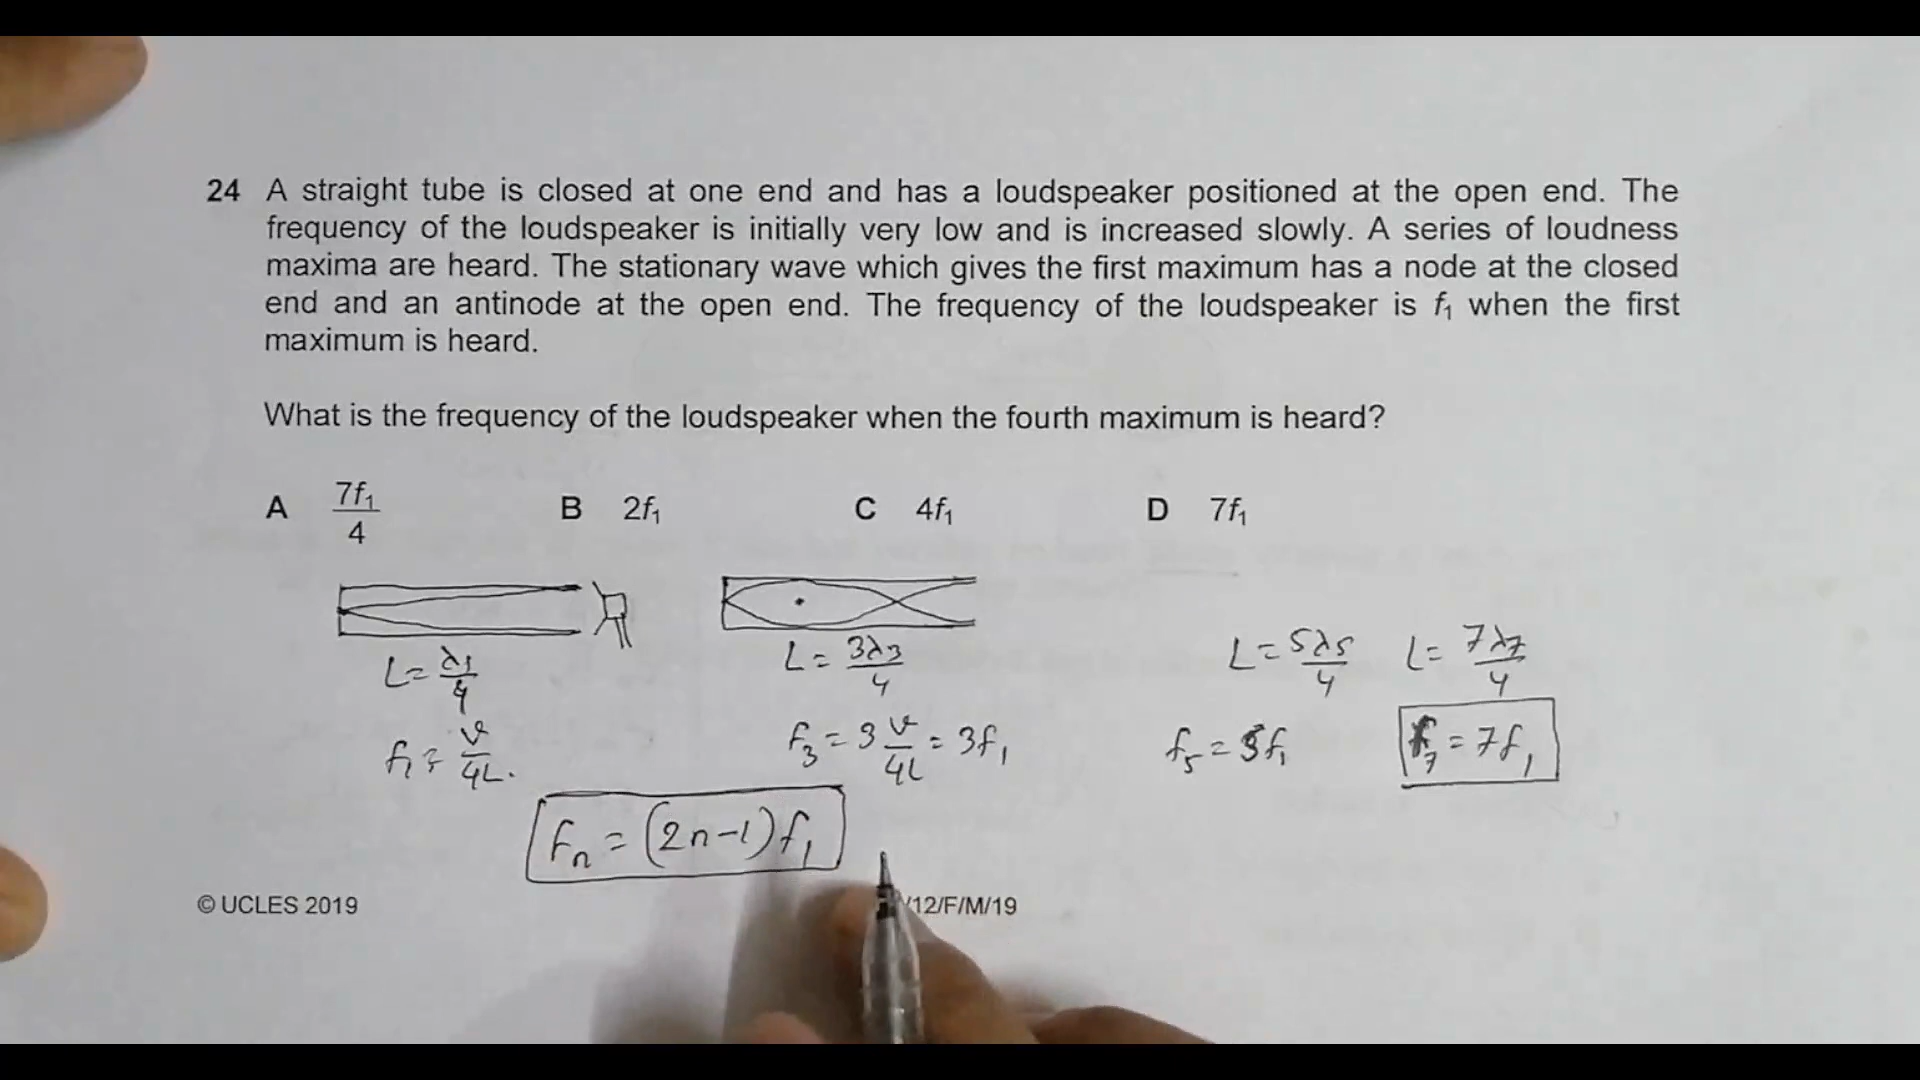 24 A straight tube is closed at one end and has a loudspeaker positioned at the open end. The
frequency of the loudspeaker is initially very low and is increased slowly. A series of loudness
maxima are heard. The stationary wave which gives the first maximum has a node at the closed
end and an antinode at the open end. The frequency of the loudspeaker is f₁ when the first
maximum is heard.
What is the frequency of the loudspeaker when the fourth maximum is heard?
A 7f₁/4 B 2f₁ C 4f₁ D 7f₁
L = λ₁/4 L = 3λ₃/4 L = 5λ₅/4 L = 7λ₇/4
f₁ = v/4L. f₃ = 3 v/4L = 3f₁ f₅ = 5f₁ f₇ = 7f₁
fₙ = (2n-1)f₁
© UCLES 2019 /12/F/M/19